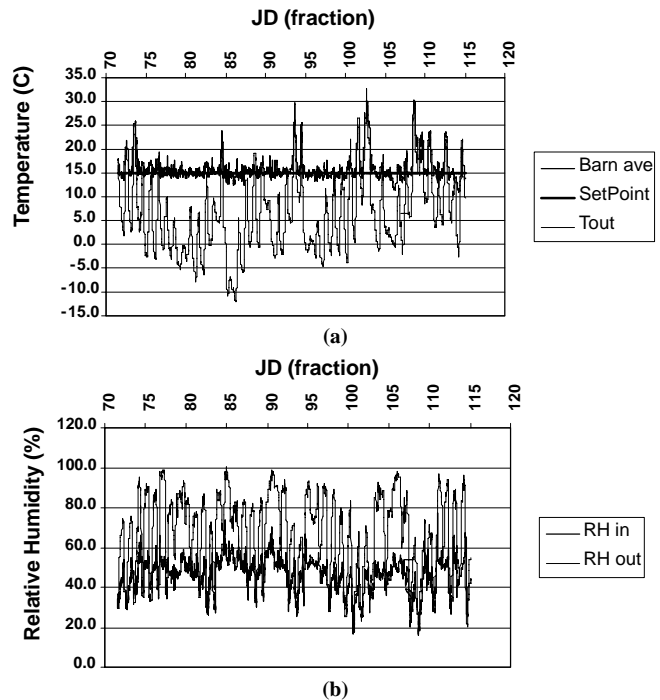 JD (fraction)
70 75 80 85 90 95 100 105 110 115 120
Temperature (C)
35.0
30.0
25.0
20.0
15.0
10.0
5.0
0.0
-5.0
-10.0
-15.0
Barn ave
SetPoint
Tout
(a)
JD (fraction)
70 75 80 85 90 95 100 105 110 115 120
Relative Humidity (%)
120.0
100.0
80.0
60.0
40.0
20.0
0.0
RH in
RH out
(b)